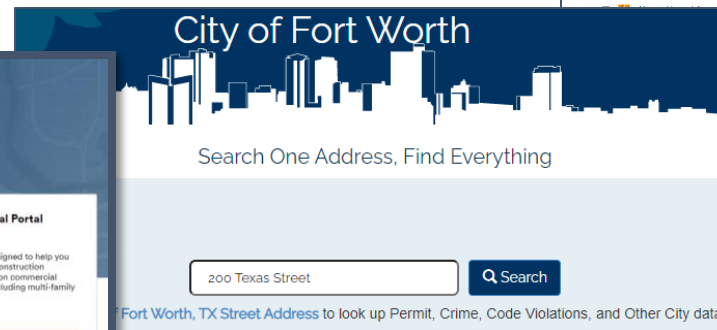 City of Fort Worth
Search One Address, Find Everything
al Portal
igned to help you
onstruction
on commercial
luding multi-family
200 Texas Street
Search
Fort Worth, TX Street Address to look up Permit, Crime, Code Violations, and Other City data